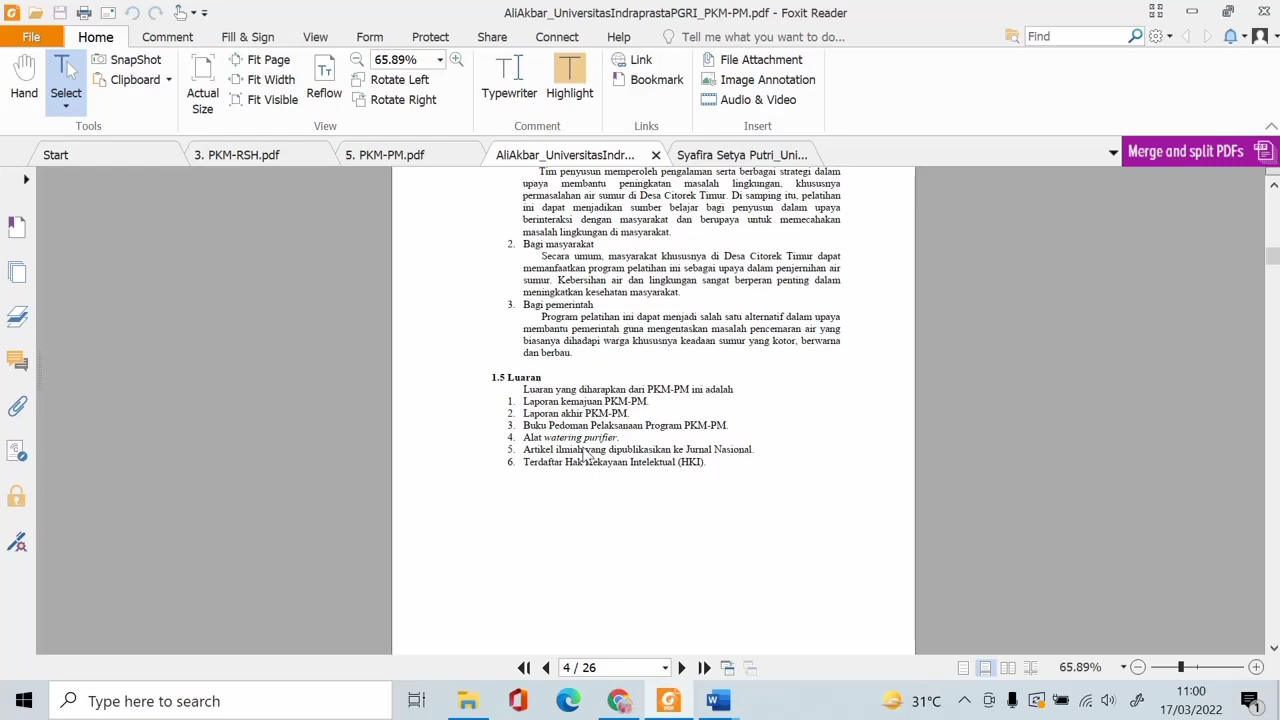 AliAkbar_UniversitasIndraprastaPGRI_PKM-PM.pdf - Foxit Reader
File Home Comment Fill & Sign View Form Protect Share Connect Help Tell me what you want to do... Find
Hand
Select
SnapShot
Clipboard
Tools
Actual Size
Fit Page
Fit Width
Fit Visible
Reflow
65.89%
Rotate Left
Rotate Right
View
Typewriter
Highlight
Comment
Link
Bookmark
Links
File Attachment
Image Annotation
Audio & Video
Insert
Start 3. PKM-RSH.pdf 5. PKM-PM.pdf AliAkbar_UniversitasIndr... Syafira Setya Putri_Uni... Merge and split PDFs
Tim penyusun memperoleh pengalaman serta berbagai strategi dalam
upaya membantu peningkatan masalah lingkungan, khususnya
permasalahan air sumur di Desa Citorek Timur. Di samping itu, pelatihan
ini dapat menjadikan sumber belajar bagi penyusun dalam upaya
berinteraksi dengan masyarakat dan berupaya untuk memecahakan
masalah lingkungan di masyarakat.
2. Bagi masyarakat
Secara umum, masyarakat khususnya di Desa Citorek Timur dapat
memanfaatkan program pelatihan ini sebagai upaya dalam penjernihan air
sumur. Kebersihan air dan lingkungan sangat berperan penting dalam
meningkatkan kesehatan masyarakat.
3. Bagi pemerintah
Program pelatihan ini dapat menjadi salah satu alternatif dalam upaya
membantu pemerintah guna mengentaskan masalah pencemaran air yang
biasanya dihadapi warga khususnya keadaan sumur yang kotor, berwarna
dan berbau.
1.5 Luaran
Luaran yang diharapkan dari PKM-PM ini adalah
1. Laporan kemajuan PKM-PM.
2. Laporan akhir PKM-PM.
3. Buku Pedoman Pelaksanaan Program PKM-PM.
4. Alat watering purifier.
5. Artikel ilmiah yang dipublikasikan ke Jurnal Nasional.
6. Terdaftar Hak Kekayaan Intelektual (HKI).
4 / 26
65.89%
Type here to search
31°C
11:00
17/03/2022
1